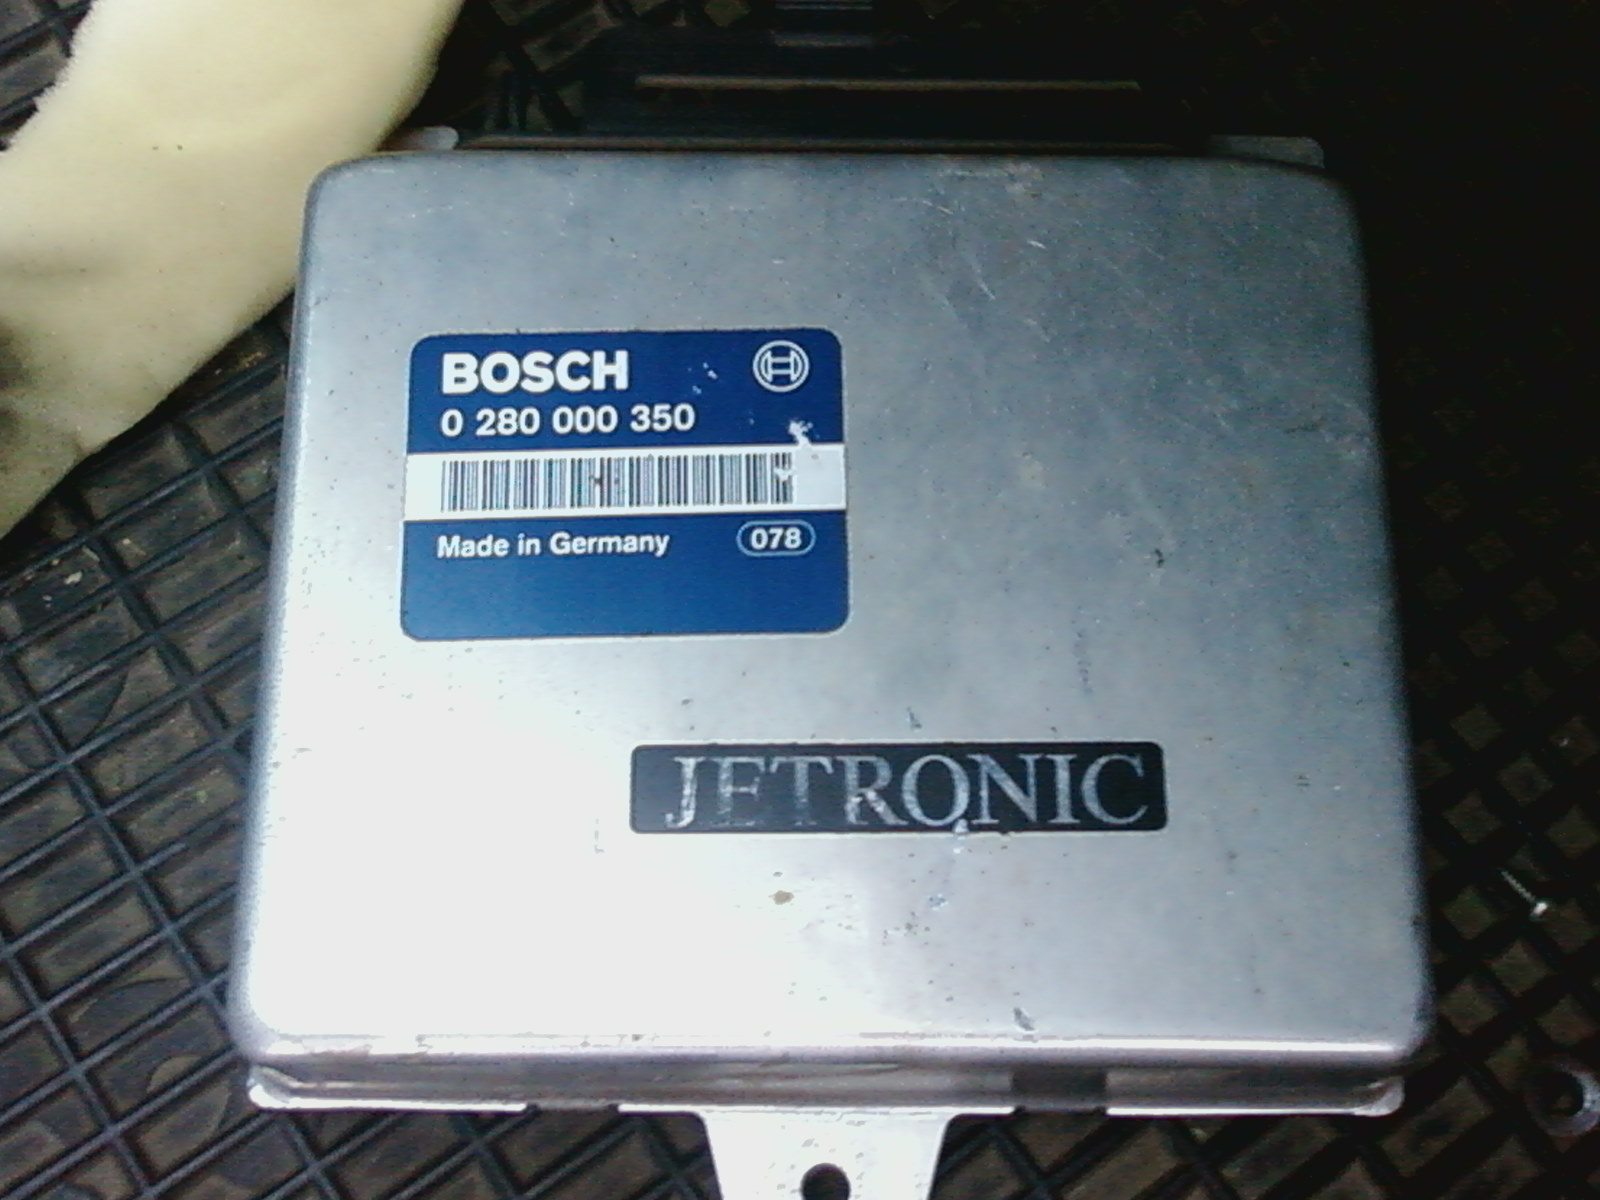 BOSCH
0 280 000 350
Made in Germany 078
JETRONIC